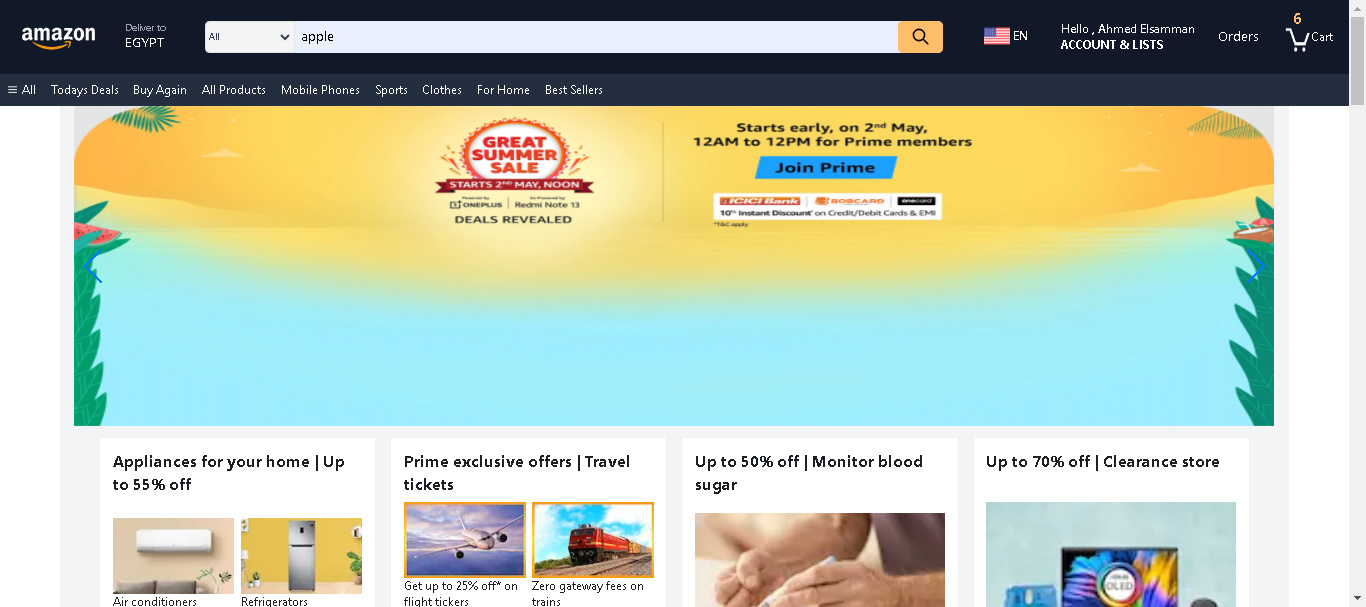 amazon
Deliver to
EGYPT
All
apple
EN
Hello , Ahmed Elsamman
ACCOUNT & LISTS
Orders
6
Cart
All
Todays Deals
Buy Again
All Products
Mobile Phones
Sports
Clothes
For Home
Best Sellers
GREAT
SUMMER
SALE
STARTS 2ND MAY, NOON
Powered by
ONEPLUS
Co-Powered by
Redmi Note 13
DEALS REVEALED
Starts early, on 2nd May,
12AM to 12PM for Prime members
Join Prime
ICICI Bank
BOBCARD
onecard
10% Instant Discount* on Credit/Debit Cards & EMI
*T&C apply
Appliances for your home | Up
to 55% off
Air conditioners
Refrigerators
Prime exclusive offers | Travel
tickets
Get up to 25% off* on
flight tickers
Zero gateway fees on
trains
Up to 50% off | Monitor blood
sugar
Up to 70% off | Clearance store
ASUS
OLED